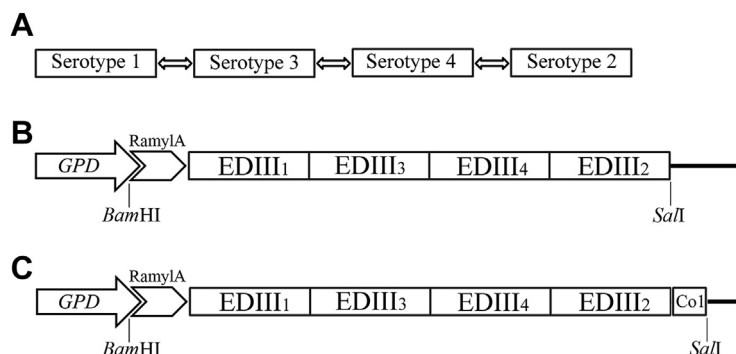 A
Serotype 1 Serotype 3 Serotype 4 Serotype 2
B
RamylA
GPD EDIII1 EDIII3 EDIII4 EDIII2
BamHI SalI
C
RamylA
GPD EDIII1 EDIII3 EDIII4 EDIII2 Co1
BamHI SalI